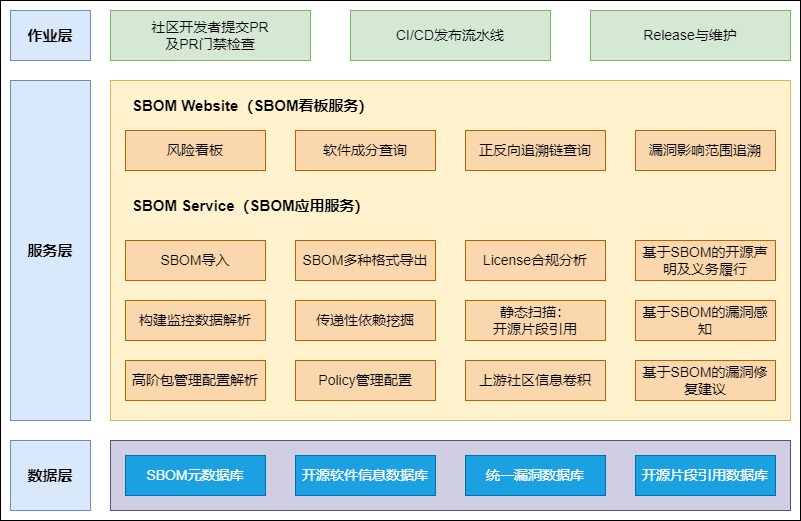 作业层
社区开发者提交PR
及PR门禁检查
CI/CD发布流水线
Release与维护
服务层
SBOM Website（SBOM看板服务）
风险看板
软件成分查询
正反向追溯链查询
漏洞影响范围追溯
SBOM Service（SBOM应用服务）
SBOM导入
SBOM多种格式导出
License合规分析
基于SBOM的开源声
明及义务履行
构建监控数据解析
传递性依赖挖掘
静态扫描：
开源片段引用
基于SBOM的漏洞感
知
高阶包管理配置解析
Policy管理配置
上游社区信息卷积
基于SBOM的漏洞修
复建议
数据层
SBOM元数据库
开源软件信息数据库
统一漏洞数据库
开源片段引用数据库